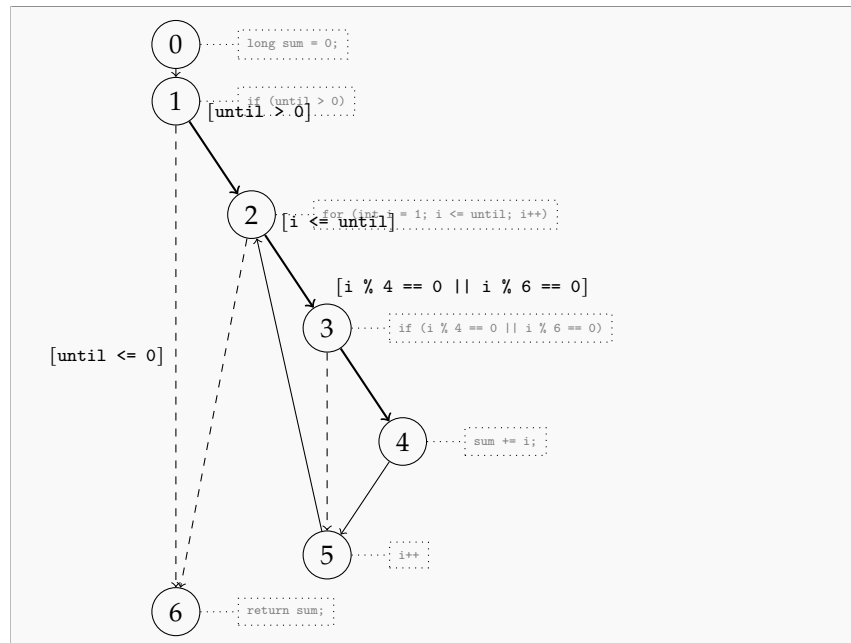 0
long sum = 0;
1
if (until > 0)
[until > 0]
2
for (int i = 1; i <= until; i++)
[i <= until]
[i % 4 == 0 || i % 6 == 0]
3
if (i % 4 == 0 || i % 6 == 0)
[until <= 0]
4
sum += i;
5
i++
6
return sum;